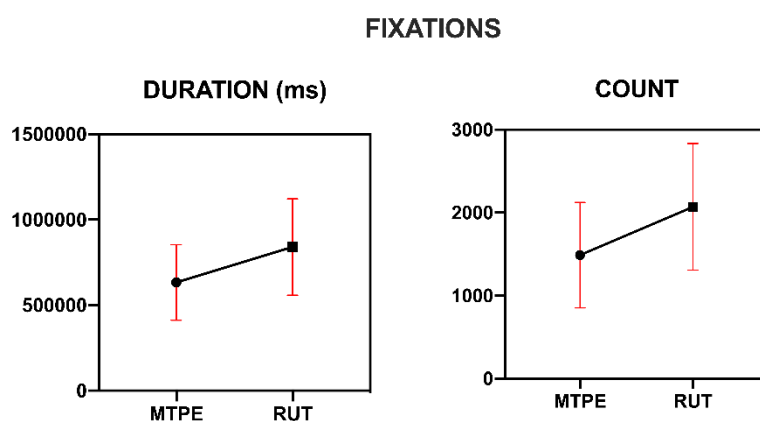 FIXATIONS
DURATION (ms)
1500000
1000000
500000
0
MTPE RUT
COUNT
3000
2000
1000
0
MTPE RUT